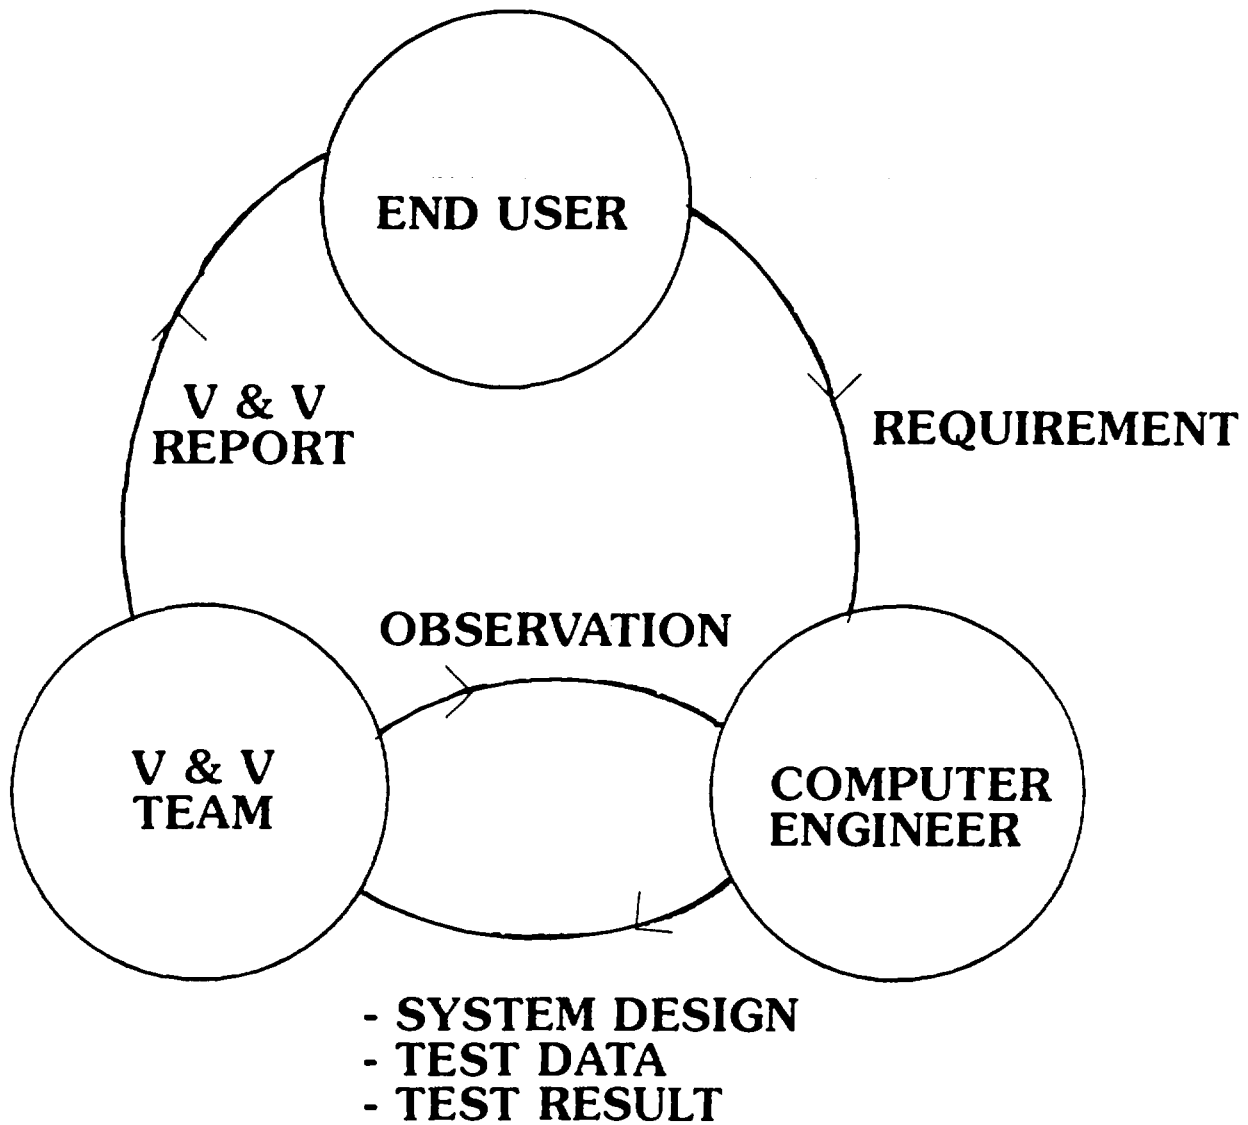 END USER
V & V
REPORT
REQUIREMENT
OBSERVATION
V & V
TEAM
COMPUTER
ENGINEER
- SYSTEM DESIGN
- TEST DATA
- TEST RESULT